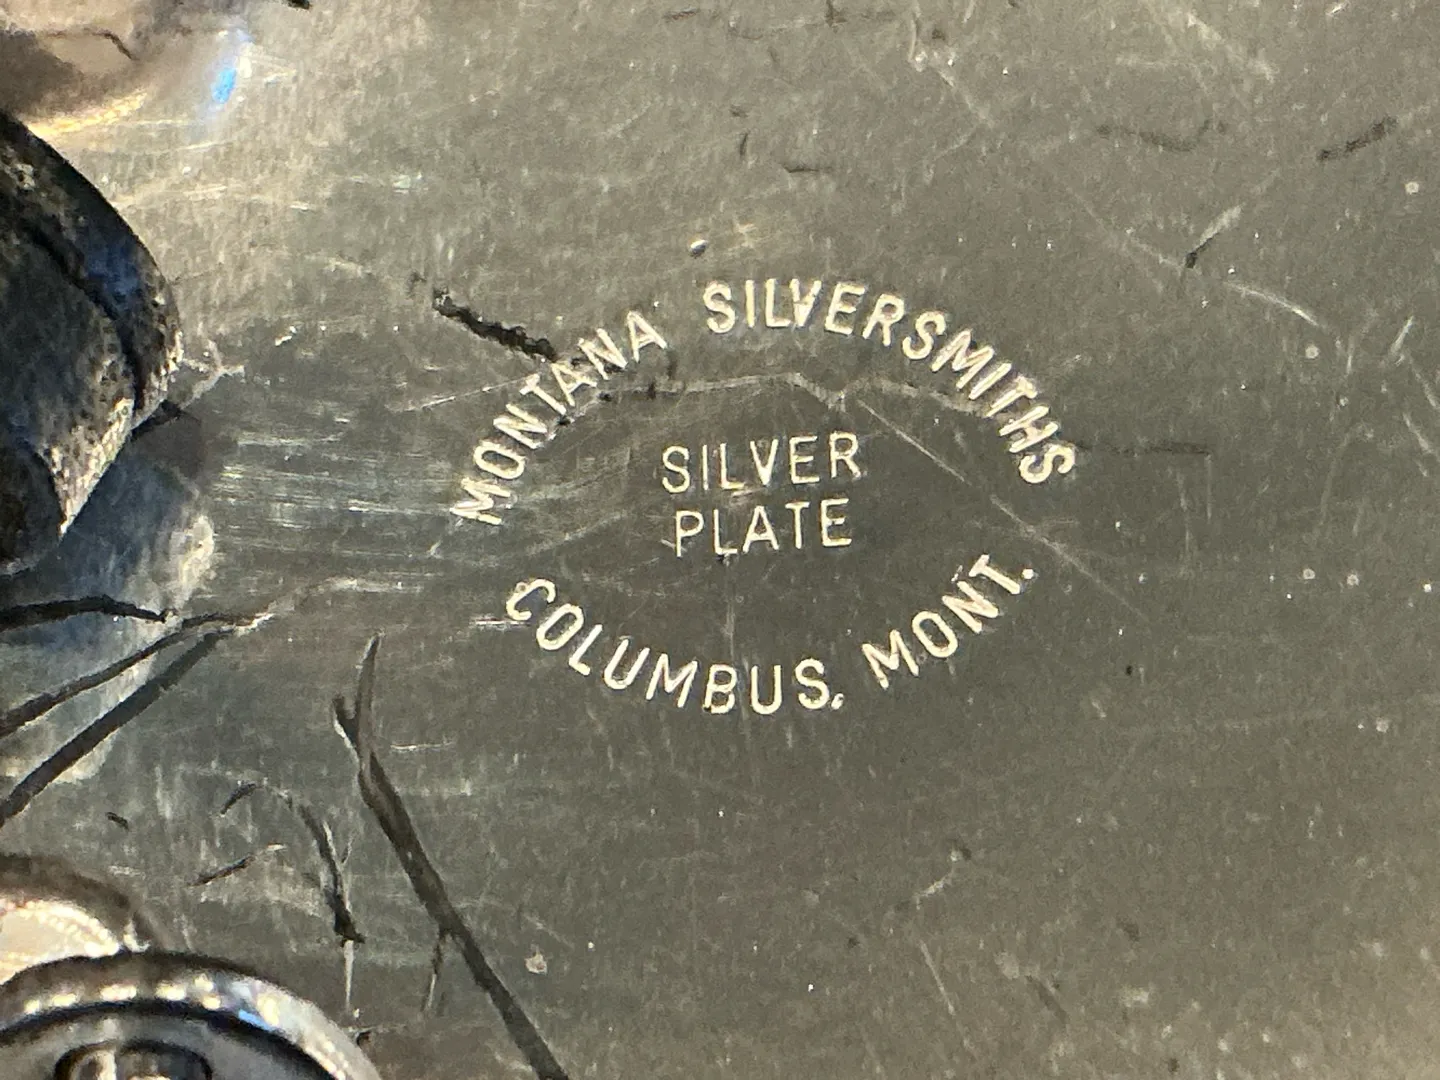 MONTANA SILVERSMITHS
SILVER
PLATE
COLUMBUS, MONT.